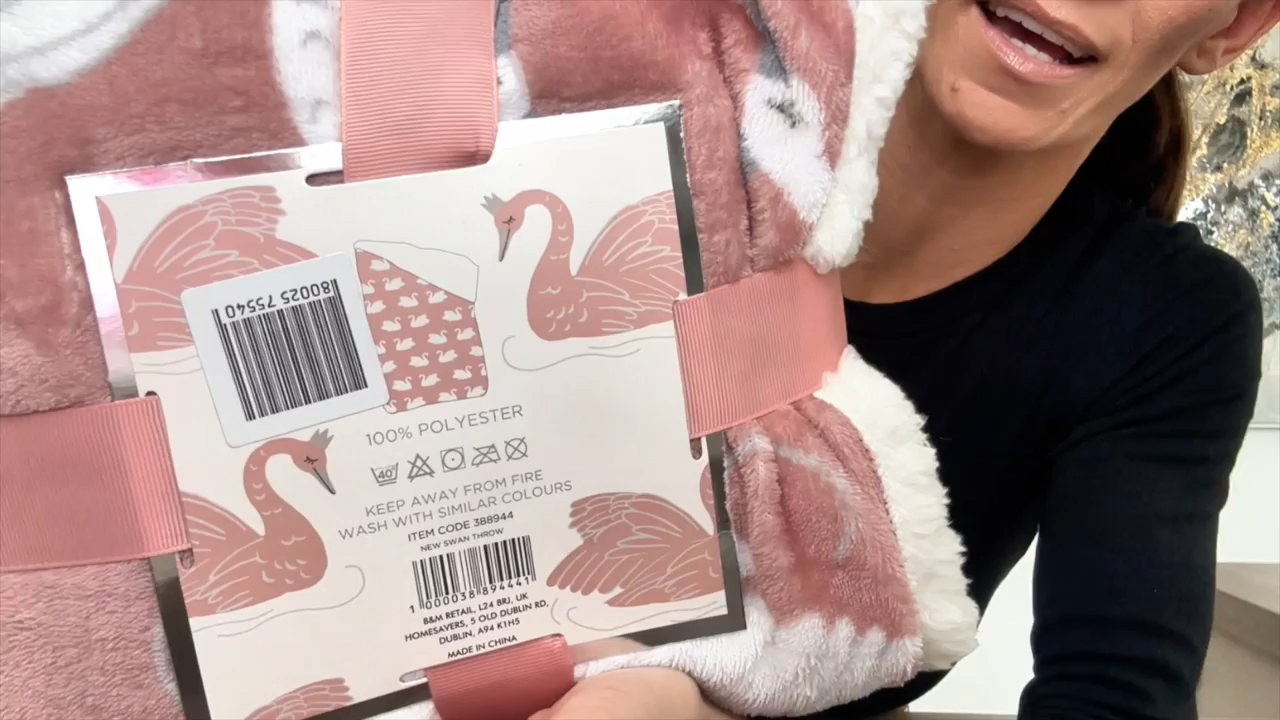 80025 75540
100% POLYESTER
40°
KEEP AWAY FROM FIRE
WASH WITH SIMILAR COLOURS
ITEM CODE 388944
NEW SWAN THROW
1 000038 894441
B&M RETAIL, L24 8RJ, UK
HOMESAVERS, 5 OLD DUBLIN RD,
DUBLIN, A94 K1H5
MADE IN CHINA